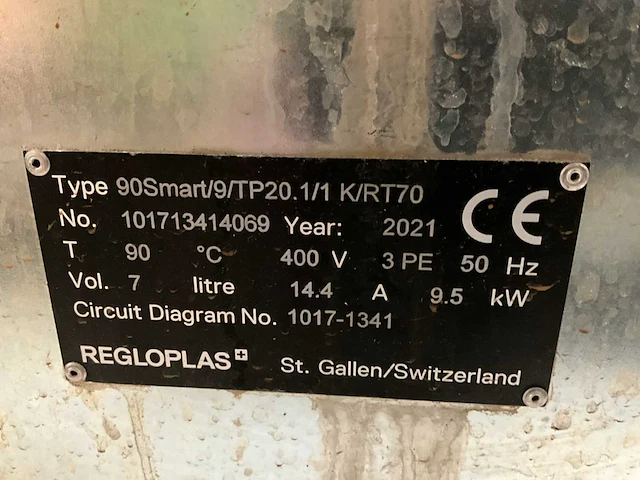 Type 90Smart/9/TP20.1/1 K/RT70
No. 101713414069 Year: 2021 CE
T 90 °C 400 V 3 PE 50 Hz
Vol. 7 litre 14.4 A 9.5 kW
Circuit Diagram No. 1017-1341
REGLOPLAS St. Gallen/Switzerland